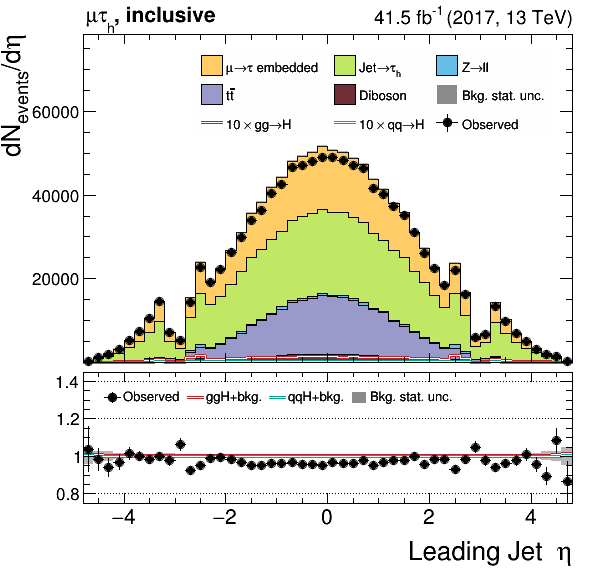 μτh, inclusive
41.5 fb-1 (2017, 13 TeV)
dNevents/dη
μ→τ embedded
Jet→τh
Z→ll
tt̄
Diboson
Bkg. stat. unc.
10 × gg→H
10 × qq→H
Observed
60000
40000
20000
1.4
1.2
1
0.8
Observed
ggH+bkg.
qqH+bkg.
Bkg. stat. unc.
−4
−2
0
2
4
Leading Jet η